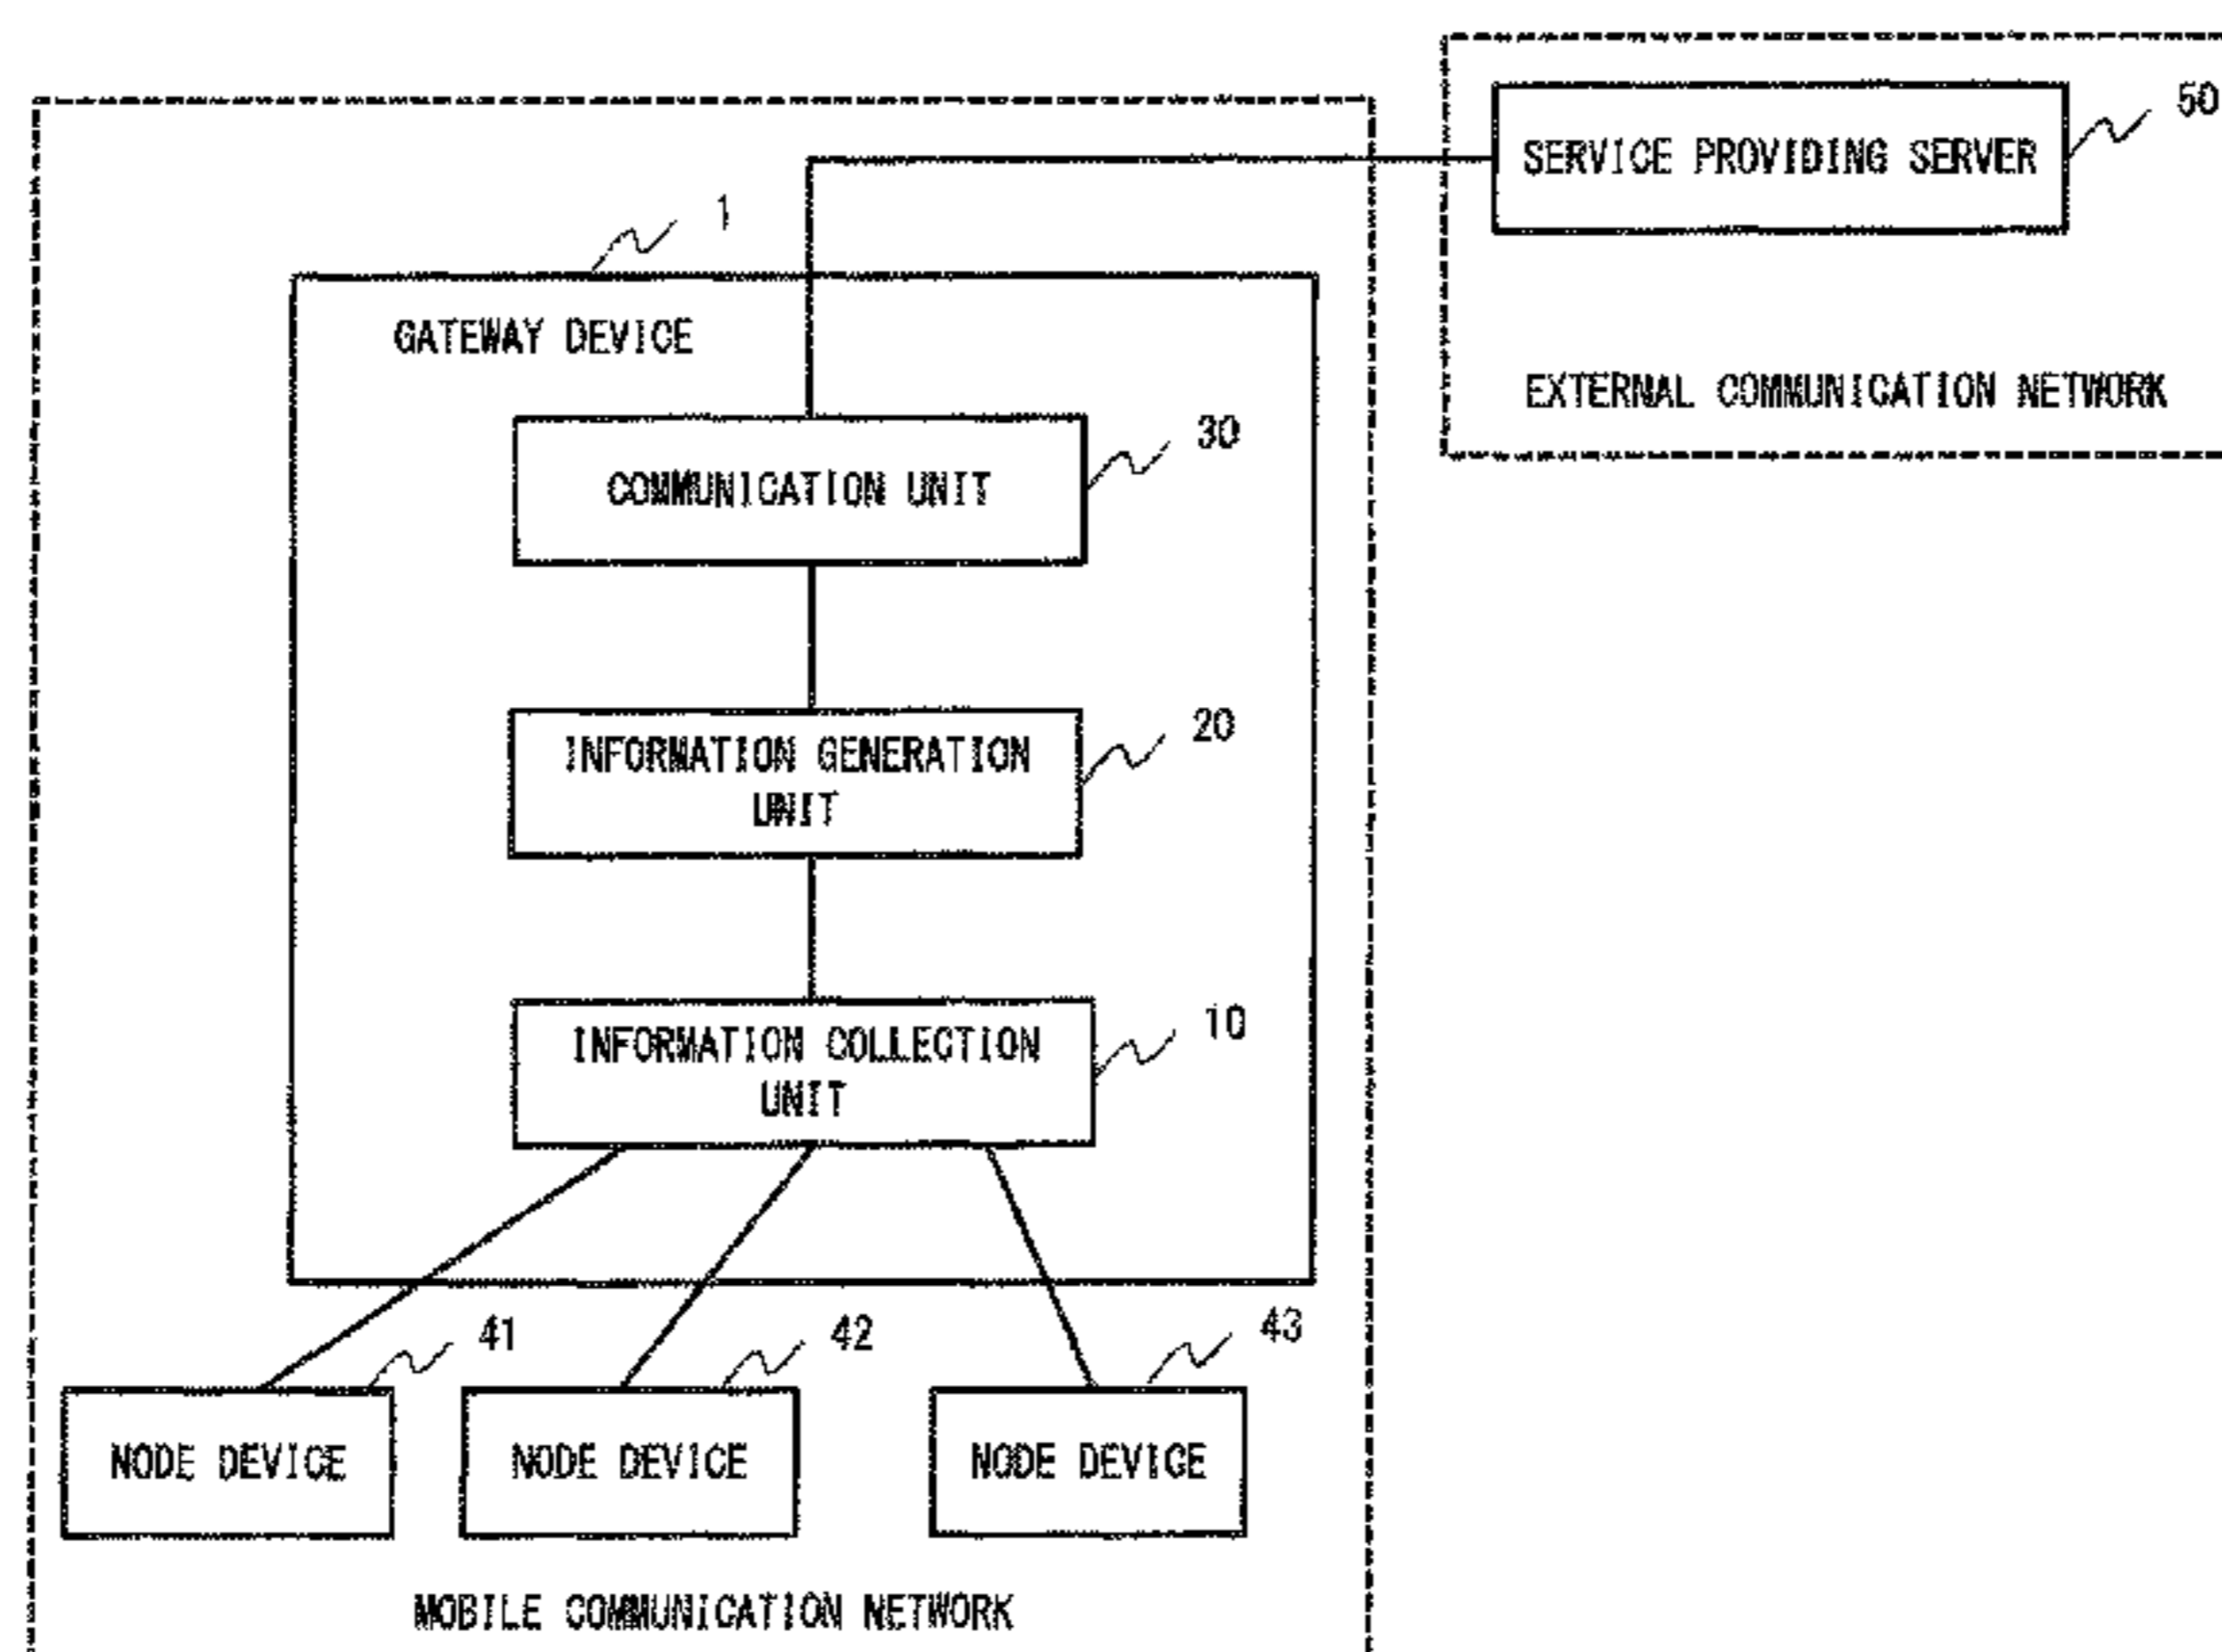 50
SERVICE PROVIDING SERVER
1
GATEWAY DEVICE
EXTERNAL COMMUNICATION NETWORK
30
COMMUNICATION UNIT
20
INFORMATION GENERATION
UNIT
10
INFORMATION COLLECTION
UNIT
41
42
43
NODE DEVICE
NODE DEVICE
NODE DEVICE
MOBILE COMMUNICATION NETWORK